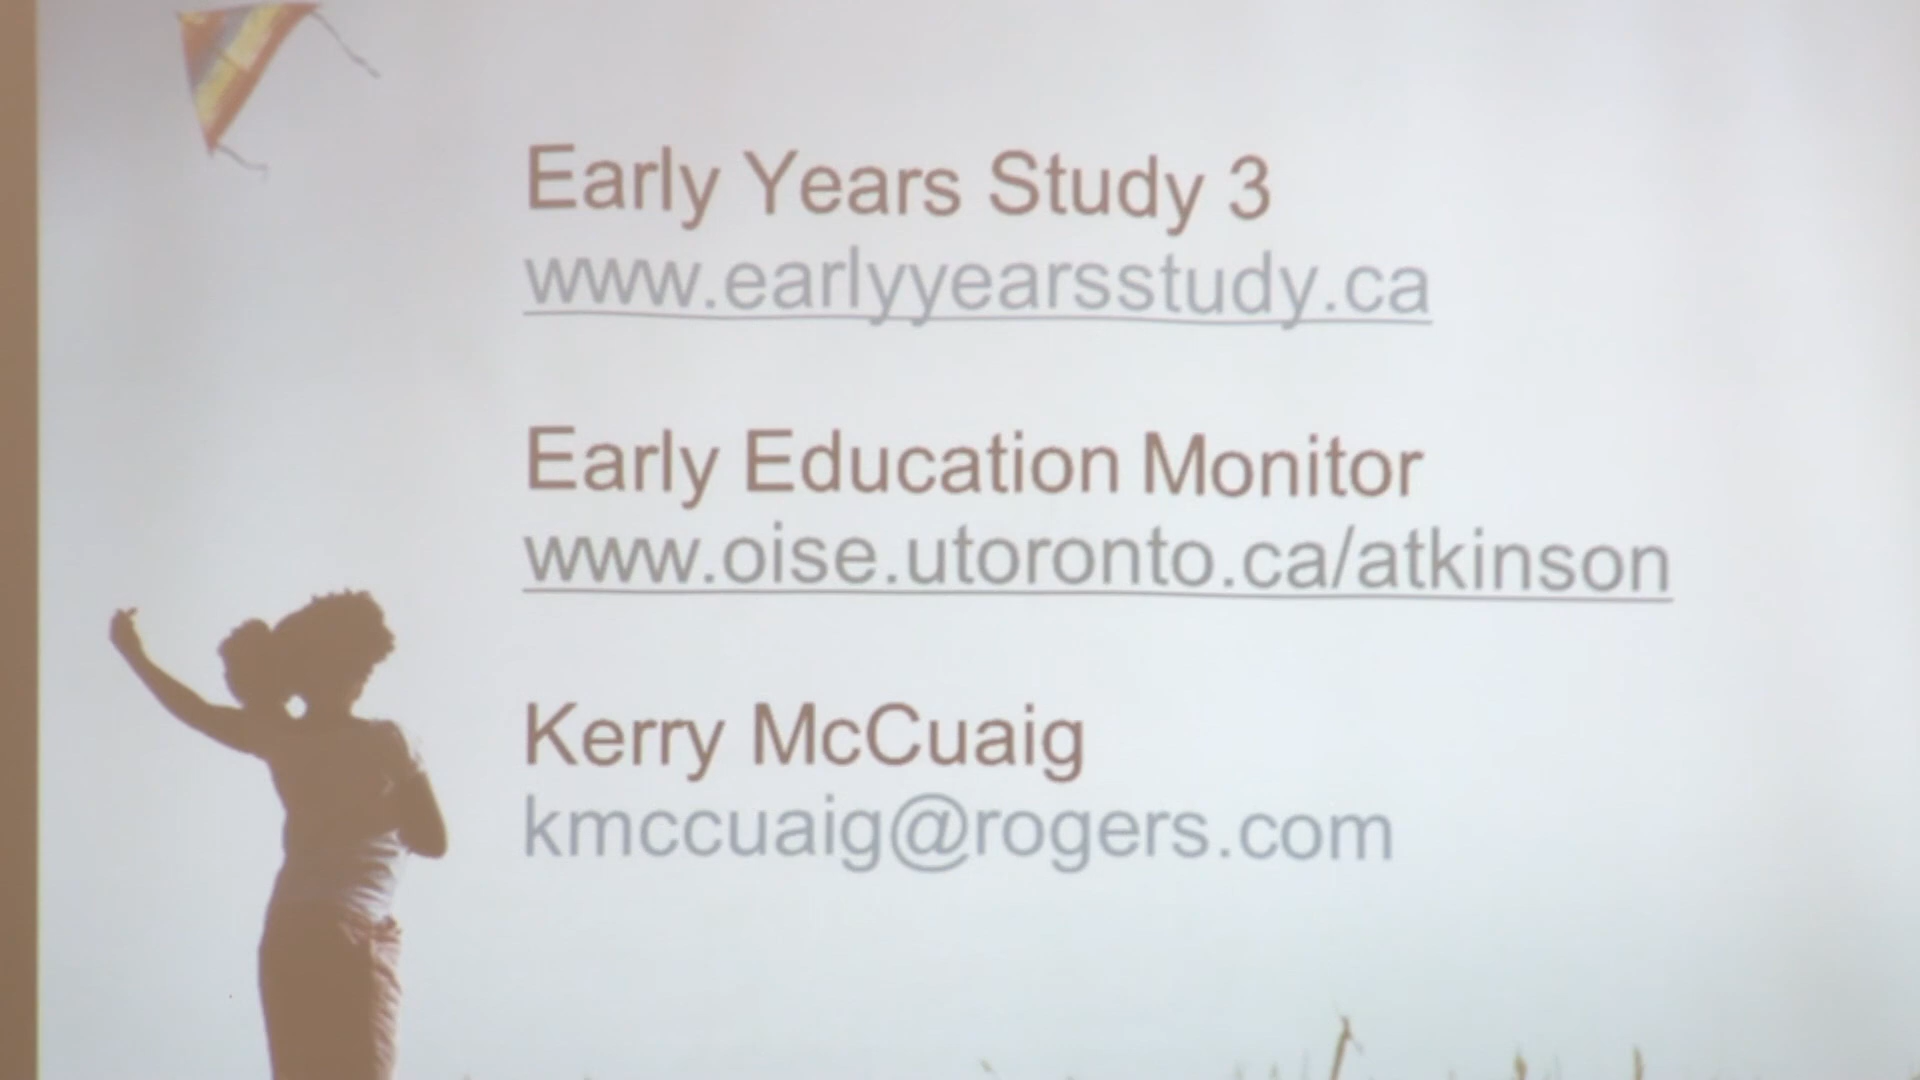 Early Years Study 3
www.earlyyearsstudy.ca
Early Education Monitor
www.oise.utoronto.ca/atkinson
Kerry McCuaig
kmccuaig@rogers.com